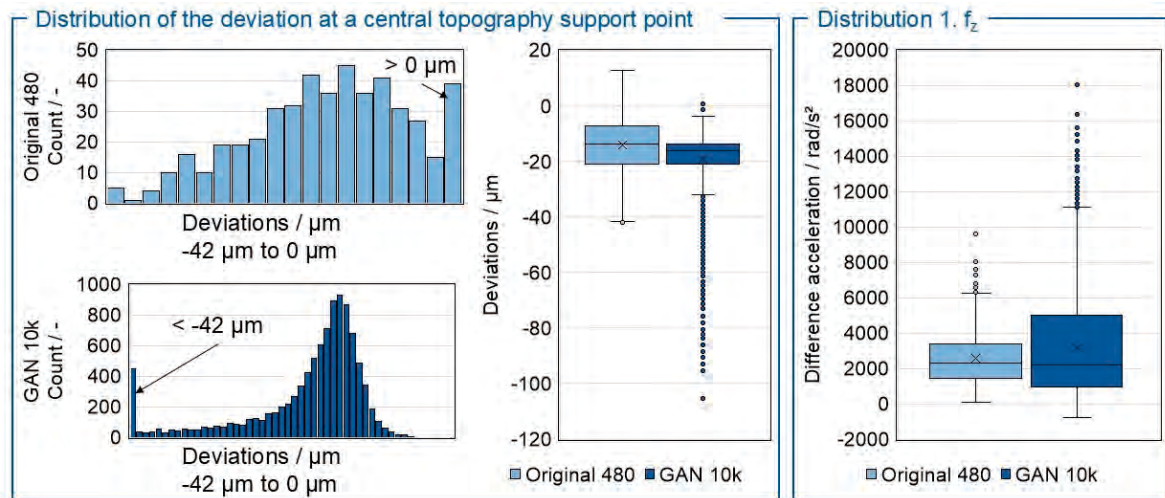 Distribution of the deviation at a central topography support point
Original 480
Count / -
50
40
30
20
10
0
> 0 µm
Deviations / µm
-42 µm to 0 µm
GAN 10k
Count / -
1000
800
600
400
200
0
< -42 µm
Deviations / µm
-42 µm to 0 µm
Deviations / µm
20
0
-20
-40
-60
-80
-100
-120
Original 480 GAN 10k
Distribution 1. fz
Difference acceleration / rad/s²
20000
18000
16000
14000
12000
10000
8000
6000
4000
2000
0
-2000
Original 480 GAN 10k